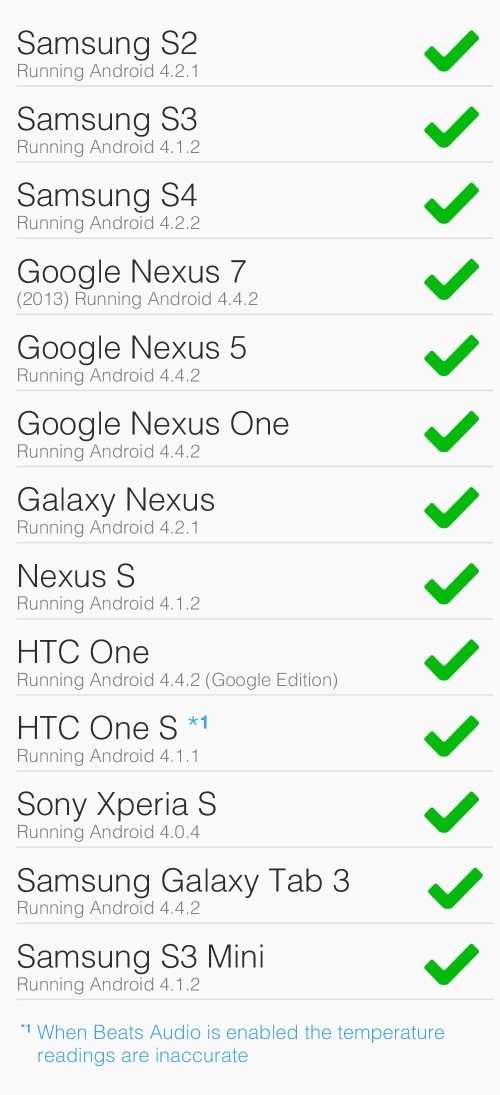 Samsung S2
Running Android 4.2.1
Samsung S3
Running Android 4.1.2
Samsung S4
Running Android 4.2.2
Google Nexus 7
(2013) Running Android 4.4.2
Google Nexus 5
Running Android 4.4.2
Google Nexus One
Running Android 4.4.2
Galaxy Nexus
Running Android 4.2.1
Nexus S
Running Android 4.1.2
HTC One
Running Android 4.4.2 (Google Edition)
HTC One S *1
Running Android 4.1.1
Sony Xperia S
Running Android 4.0.4
Samsung Galaxy Tab 3
Running Android 4.4.2
Samsung S3 Mini
Running Android 4.1.2
*1 When Beats Audio is enabled the temperature
readings are inaccurate